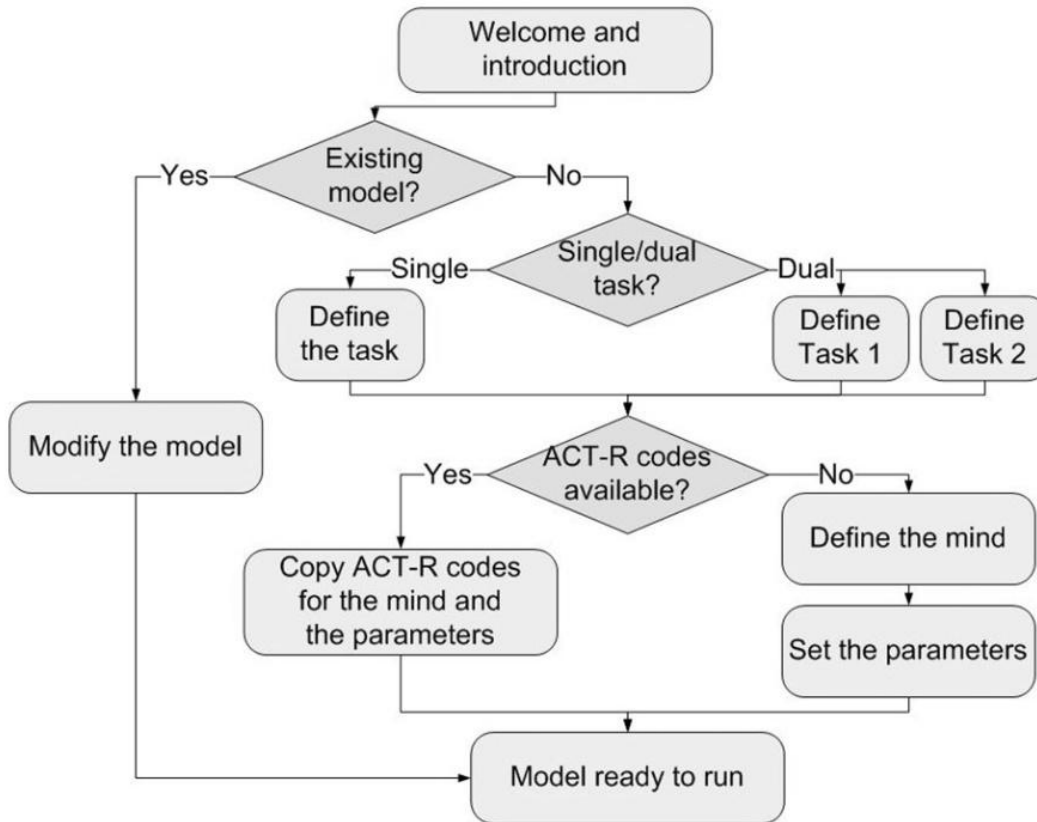 Welcome and
introduction
Existing
model?
Yes
No
Single/dual
task?
Single
Dual
Define
the task
Define
Task 1
Define
Task 2
Modify the model
ACT-R codes
available?
Yes
No
Copy ACT-R codes
for the mind and
the parameters
Define the mind
Set the parameters
Model ready to run